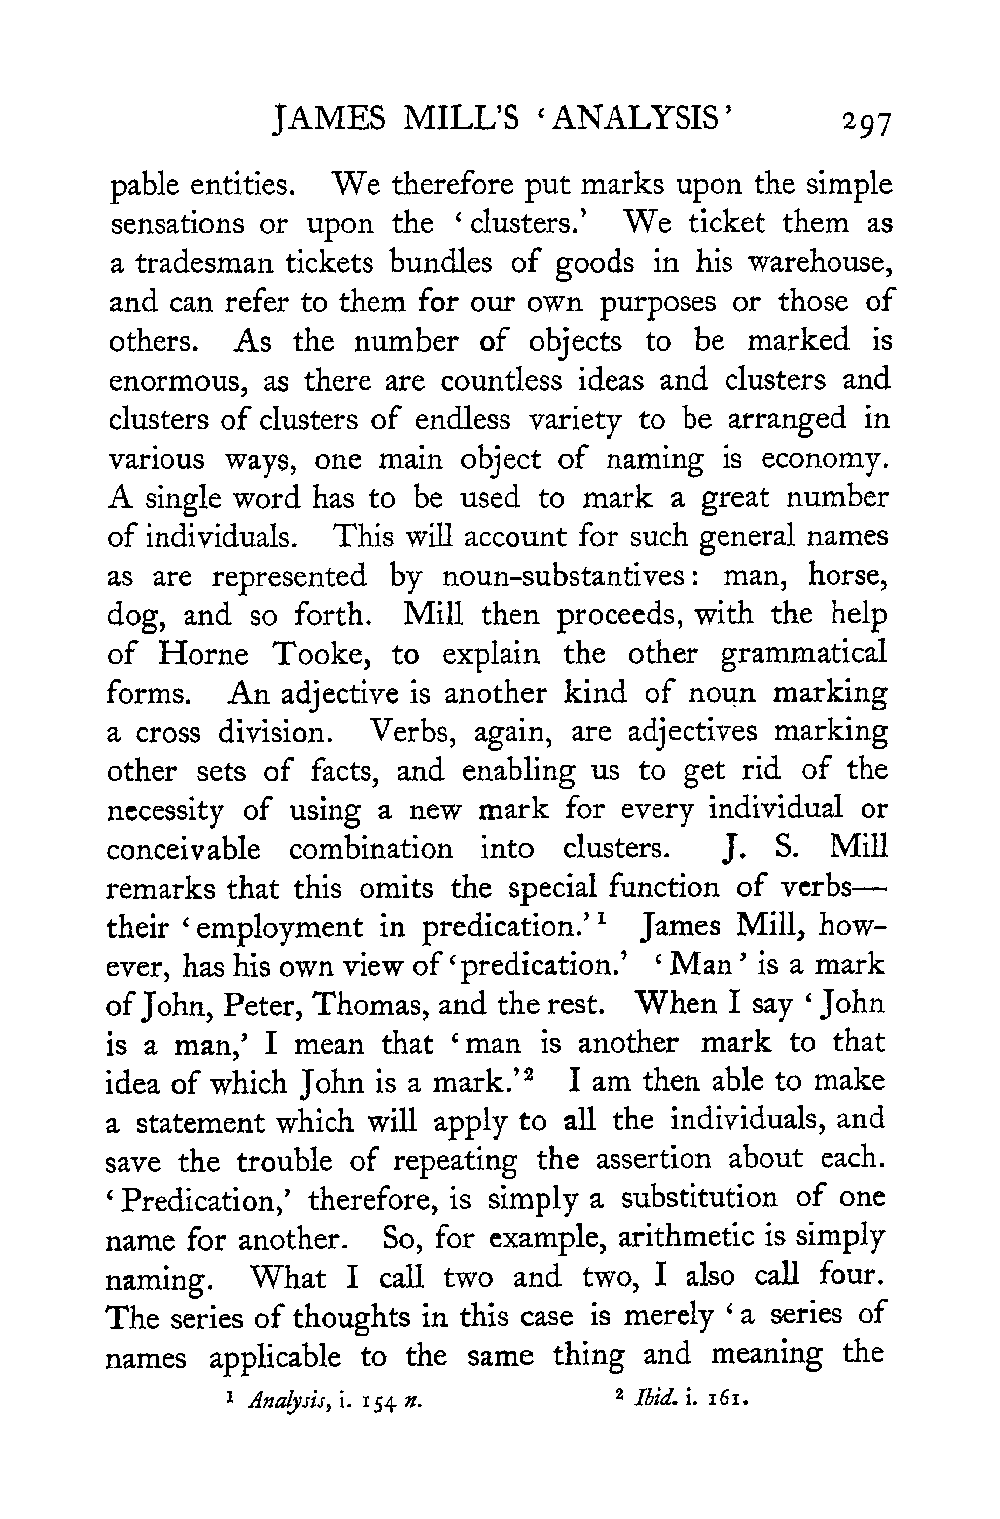 JAMES MILL'S ‘ANALYSIS’ 297
pable entities. We therefore put marks upon the simple
sensations or upon the ‘clusters.’ We ticket them as
a tradesman tickets bundles of goods in his warehouse,
and can refer to them for our own purposes or those of
others. As the number of objects to be marked is
enormous, as there are countless ideas and clusters and
clusters of clusters of endless variety to be arranged in
various ways, one main object of naming is economy.
A single word has to be used to mark a great number
of individuals. This will account for such general names
as are represented by noun-substantives: man, horse,
dog, and so forth. Mill then proceeds, with the help
of Horne Tooke, to explain the other grammatical
forms. An adjective is another kind of noun marking
a cross division. Verbs, again, are adjectives marking
other sets of facts, and enabling us to get rid of the
necessity of using a new mark for every individual or
conceivable combination into clusters. J. S. Mill
remarks that this omits the special function of verbs—
their ‘employment in predication.’¹ James Mill, how-
ever, has his own view of ‘predication.’ ‘Man’ is a mark
of John, Peter, Thomas, and the rest. When I say ‘John
is a man,’ I mean that ‘man is another mark to that
idea of which John is a mark.’² I am then able to make
a statement which will apply to all the individuals, and
save the trouble of repeating the assertion about each.
‘Predication,’ therefore, is simply a substitution of one
name for another. So, for example, arithmetic is simply
naming. What I call two and two, I also call four.
The series of thoughts in this case is merely ‘a series of
names applicable to the same thing and meaning the
¹ Analysis, i. 154 n. ² Ibid. i. 161.